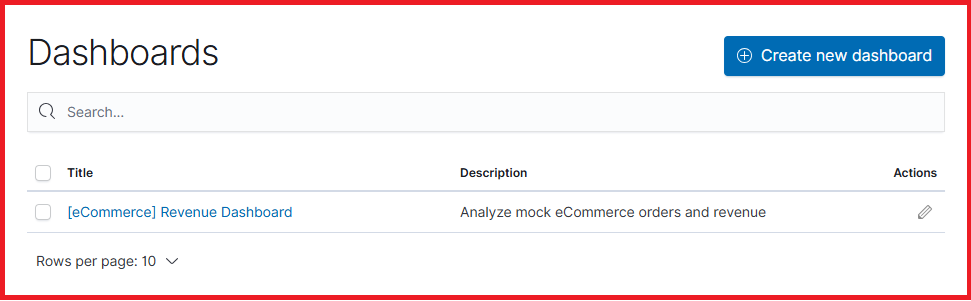 Dashboards
Create new dashboard
Search...
Title Description Actions
[eCommerce] Revenue Dashboard Analyze mock eCommerce orders and revenue
Rows per page: 10